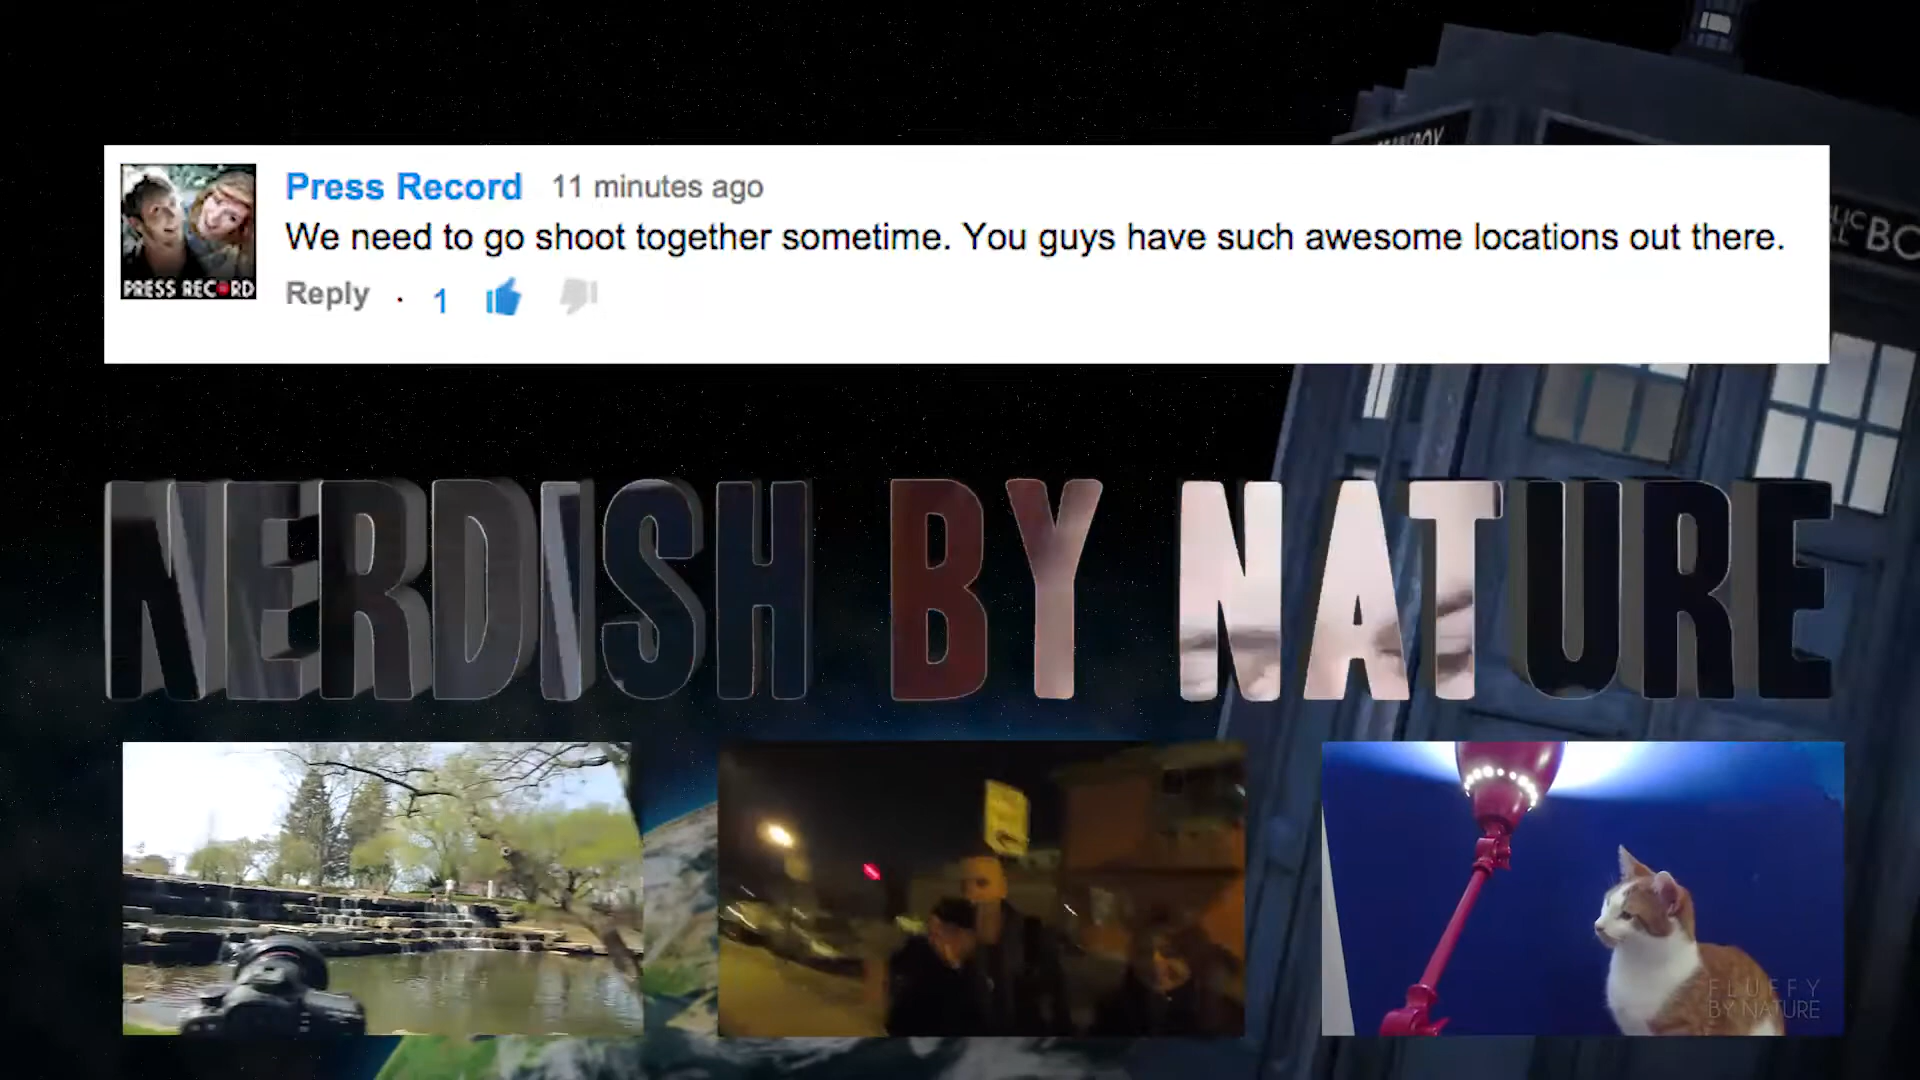 Press Record 11 minutes ago
We need to go shoot together sometime. You guys have such awesome locations out there.
PRESS RECORD
Reply · 1
BC
NERDISH BY NATURE
FLUFFY
BY NATURE